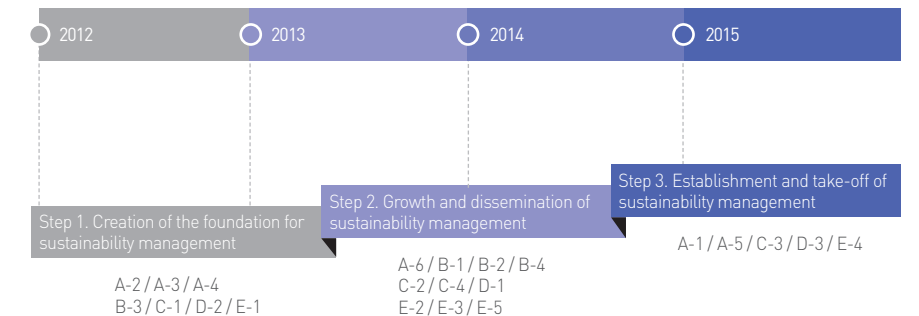 2012
2013
2014
2015
Step 1. Creation of the foundation for
sustainability management
A-2 / A-3 / A-4
B-3 / C-1 / D-2 / E-1
Step 2. Growth and dissemination of
sustainability management
A-6 / B-1 / B-2 / B-4
C-2 / C-4 / D-1
E-2 / E-3 / E-5
Step 3. Establishment and take-off of
sustainability management
A-1 / A-5 / C-3 / D-3 / E-4